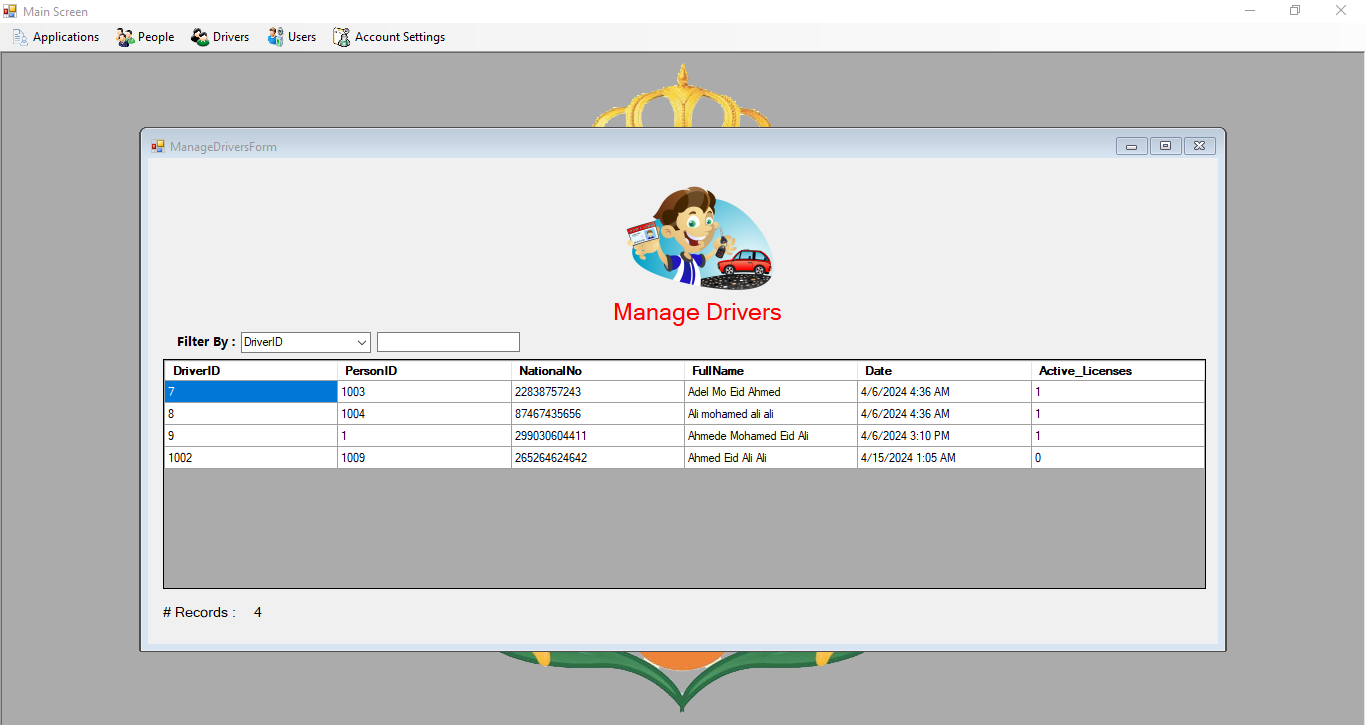 Main Screen
Applications People Drivers Users Account Settings
ManageDriversForm
Manage Drivers
Filter By : DriverID
DriverID PersonID NationalNo FullName Date Active_Licenses
7 1003 22838757243 Adel Mo Eid Ahmed 4/6/2024 4:36 AM 1
8 1004 87467435656 Ali mohamed ali ali 4/6/2024 4:36 AM 1
9 1 299030604411 Ahmede Mohamed Eid Ali 4/6/2024 3:10 PM 1
1002 1009 265264624642 Ahmed Eid Ali Ali 4/15/2024 1:05 AM 0
# Records : 4